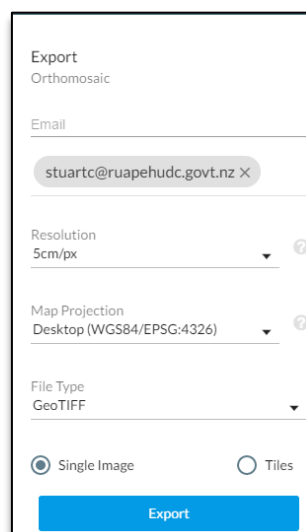 Export
Orthomosaic
Email
stuartc@ruapehudc.govt.nz ×
Resolution
5cm/px
?
Map Projection
Desktop (WGS84/EPSG:4326)
?
File Type
GeoTIFF
Single Image Tiles
Export